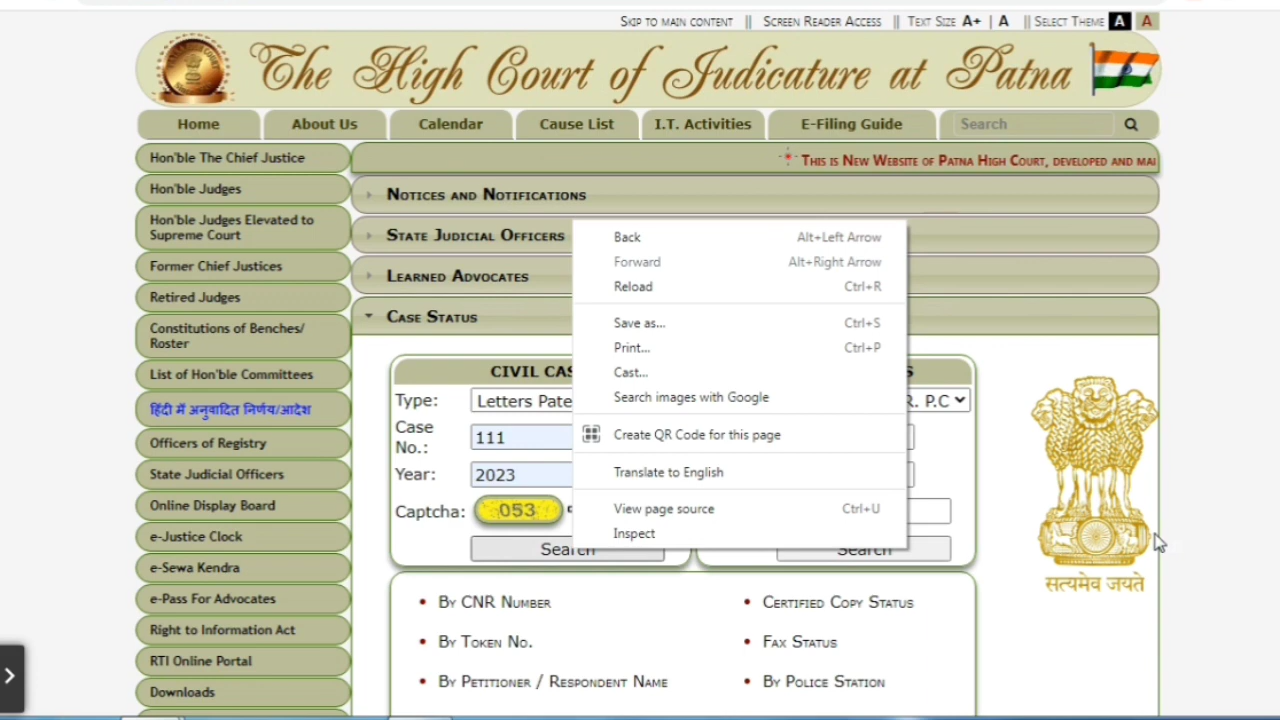 Skip to main content || Screen Reader Access || Text Size A+ | A || Select Theme A A
The High Court of Judicature at Patna
Home About Us Calendar Cause List I.T. Activities E-Filing Guide Search
This is New Website of Patna High Court, developed and mai
Hon'ble The Chief Justice
Hon'ble Judges
Hon'ble Judges Elevated to
Supreme Court
Former Chief Justices
Retired Judges
Constitutions of Benches/
Roster
List of Hon'ble Committees
हिंदी में अनुवादित निर्णय/आदेश
Officers of Registry
State Judicial Officers
Online Display Board
e-Justice Clock
e-Sewa Kendra
e-Pass For Advocates
Right to Information Act
RTI Online Portal
Downloads
Notices and Notifications
State Judicial Officers
Learned Advocates
Case Status
CIVIL CAS
S
Type: Letters Pate
R. P.C
Case
No.: 111
Year: 2023
Captcha: 053
Search
Search
Back Alt+Left Arrow
Forward Alt+Right Arrow
Reload Ctrl+R
Save as... Ctrl+S
Print... Ctrl+P
Cast...
Search images with Google
Create QR Code for this page
Translate to English
View page source Ctrl+U
Inspect
सत्यमेव जयते
• By CNR Number
• Certified Copy Status
• By Token No.
• Fax Status
• By Petitioner / Respondent Name
• By Police Station